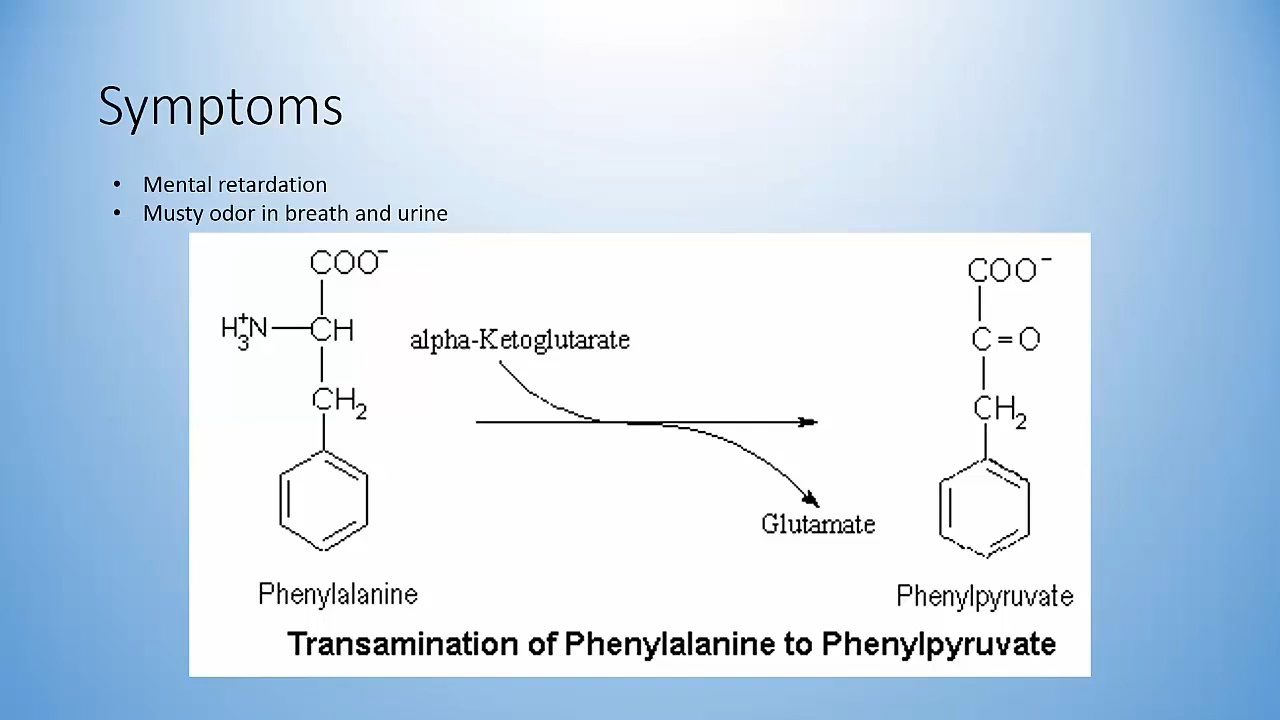 Symptoms
• Mental retardation
• Musty odor in breath and urine
COO⁻
H₃⁺N—CH
CH₂
Phenylalanine
alpha-Ketoglutarate
Glutamate
COO⁻
C=O
CH₂
Phenylpyruvate
Transamination of Phenylalanine to Phenylpyruvate